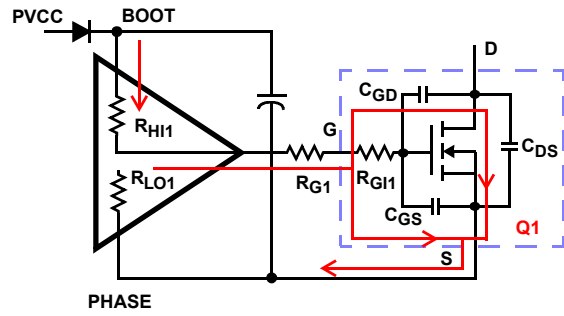 PVCC
BOOT
D
CGD
RHI1
G
CDS
RLO1
RG1
RGI1
CGS
Q1
S
PHASE